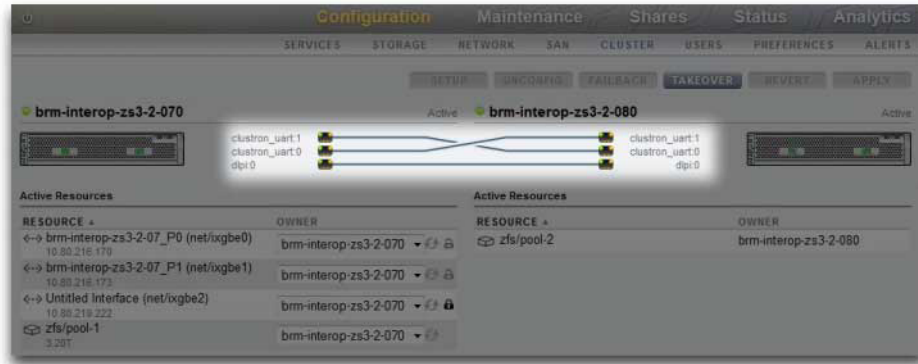 Configuration Maintenance Shares Status Analytics
SERVICES STORAGE NETWORK SAN CLUSTER USERS PREFERENCES ALERTS
SETUP UNCONFIG FAILBACK TAKEOVER REVERT APPLY
brm-interop-zs3-2-070 Active brm-interop-zs3-2-080 Active
clustron_uart:1 clustron_uart:1
clustron_uart:0 clustron_uart:0
dlpi:0 dlpi:0
Active Resources Active Resources
RESOURCE OWNER RESOURCE OWNER
brm-interop-zs3-2-07_P0 (net/ixgbe0) brm-interop-zs3-2-070 zfs/pool-2 brm-interop-zs3-2-080
10.80.216.170
brm-interop-zs3-2-07_P1 (net/ixgbe1) brm-interop-zs3-2-070
10.80.216.173
Untitled Interface (net/ixgbe2) brm-interop-zs3-2-070
10.80.219.222
zfs/pool-1 brm-interop-zs3-2-070
3.20T